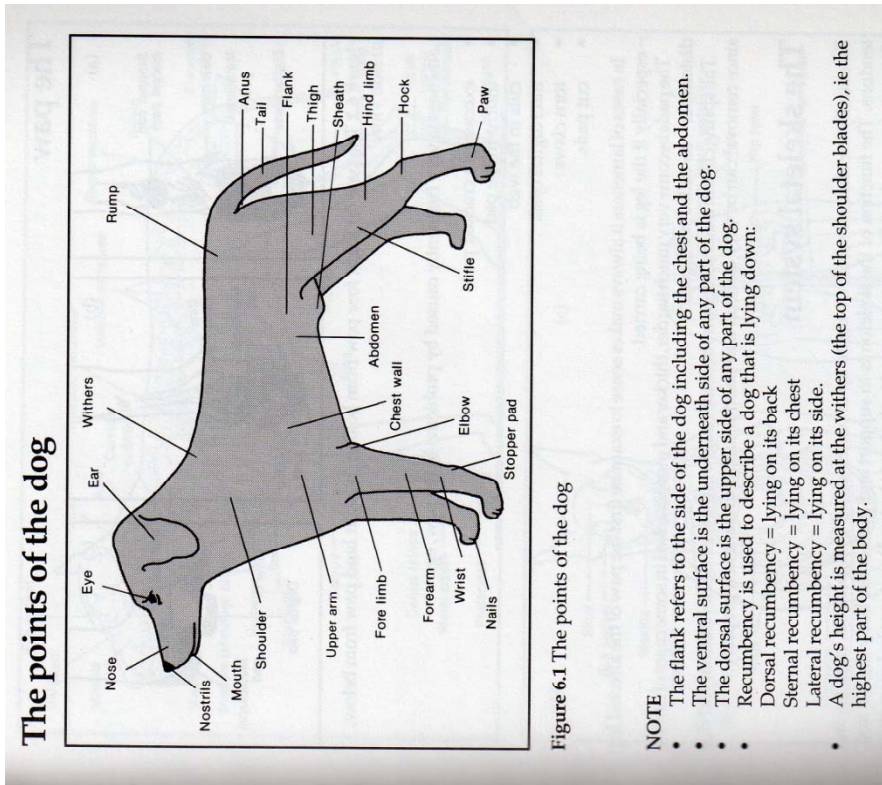 The points of the dog
Eye
Ear
Withers
Rump
Nose
Nostrils
Mouth
Shoulder
Upper arm
Fore limb
Forearm
Wrist
Nails
Stopper pad
Elbow
Chest wall
Abdomen
Stifle
Anus
Tail
Flank
Thigh
Sheath
Hind limb
Hock
Paw
Figure 6.1 The points of the dog
NOTE
• The flank refers to the side of the dog including the chest and the abdomen.
• The ventral surface is the underneath side of any part of the dog.
• The dorsal surface is the upper side of any part of the dog.
• Recumbency is used to describe a dog that is lying down:
Dorsal recumbency = lying on its back
Sternal recumbency = lying on its chest
Lateral recumbency = lying on its side.
• A dog's height is measured at the withers (the top of the shoulder blades), ie the
highest part of the body.
The paw
The skeletal system